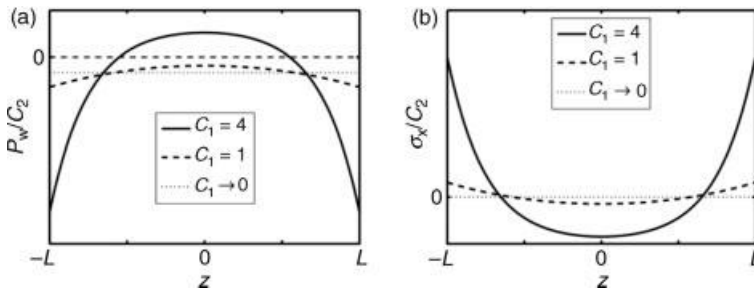 (a)
0
P_w/C_2
C_1 = 4
C_1 = 1
C_1 → 0
−L
0
L
z
(b)
C_1 = 4
C_1 = 1
C_1 → 0
σ_x/C_2
0
−L
0
L
z